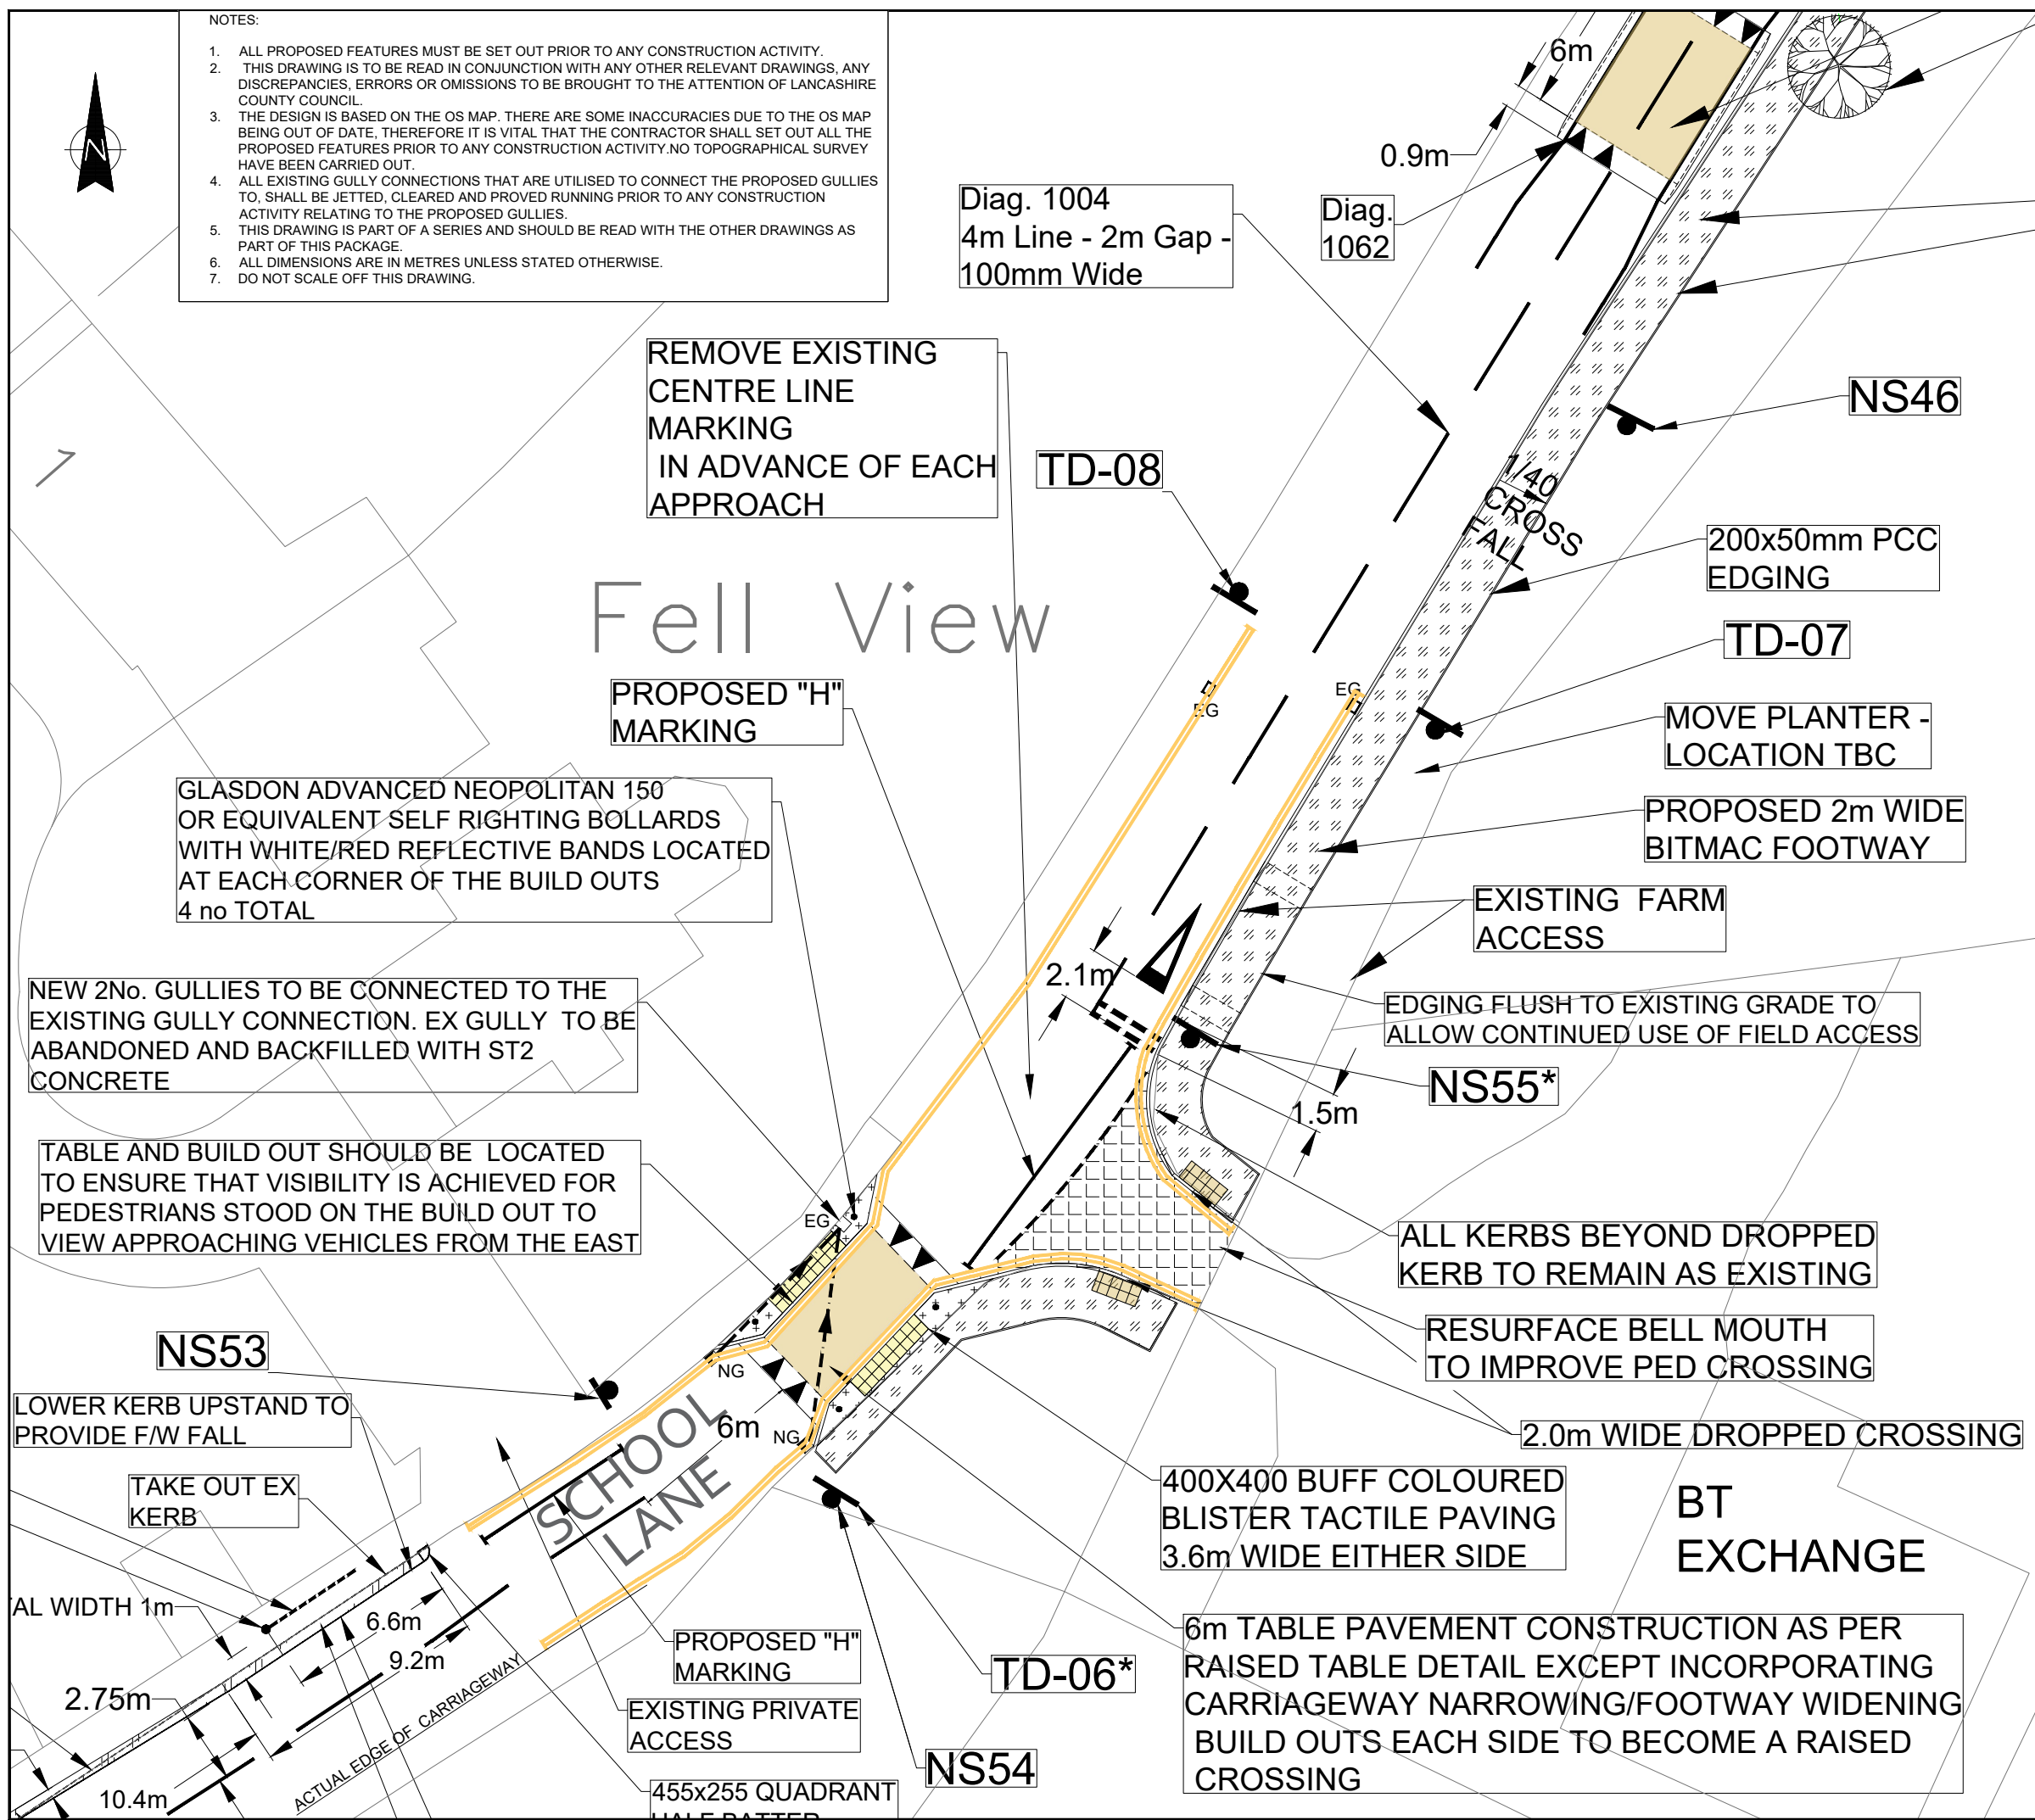 NOTES:
1. ALL PROPOSED FEATURES MUST BE SET OUT PRIOR TO ANY CONSTRUCTION ACTIVITY.
2. THIS DRAWING IS TO BE READ IN CONJUNCTION WITH ANY OTHER RELEVANT DRAWINGS, ANY
DISCREPANCIES, ERRORS OR OMISSIONS TO BE BROUGHT TO THE ATTENTION OF LANCASHIRE
COUNTY COUNCIL.
3. THE DESIGN IS BASED ON THE OS MAP. THERE ARE SOME INACCURACIES DUE TO THE OS MAP
BEING OUT OF DATE, THEREFORE IT IS VITAL THAT THE CONTRACTOR SHALL SET OUT ALL THE
PROPOSED FEATURES PRIOR TO ANY CONSTRUCTION ACTIVITY.NO TOPOGRAPHICAL SURVEY
HAVE BEEN CARRIED OUT.
4. ALL EXISTING GULLY CONNECTIONS THAT ARE UTILISED TO CONNECT THE PROPOSED GULLIES
TO, SHALL BE JETTED, CLEARED AND PROVED RUNNING PRIOR TO ANY CONSTRUCTION
ACTIVITY RELATING TO THE PROPOSED GULLIES.
5. THIS DRAWING IS PART OF A SERIES AND SHOULD BE READ WITH THE OTHER DRAWINGS AS
PART OF THIS PACKAGE.
6. ALL DIMENSIONS ARE IN METRES UNLESS STATED OTHERWISE.
7. DO NOT SCALE OFF THIS DRAWING.
N
6m
0.9m
Diag. 1004
4m Line - 2m Gap -
100mm Wide
Diag.
1062
REMOVE EXISTING
CENTRE LINE
MARKING
IN ADVANCE OF EACH
APPROACH
NS46
1
TD-08
1/40
CROSS
FALL
200x50mm PCC
EDGING
Fell View
TD-07
PROPOSED "H"
MARKING
EG
EG
MOVE PLANTER -
LOCATION TBC
GLASDON ADVANCED NEOPOLITAN 150
OR EQUIVALENT SELF RIGHTING BOLLARDS
WITH WHITE/RED REFLECTIVE BANDS LOCATED
AT EACH CORNER OF THE BUILD OUTS
4 no TOTAL
PROPOSED 2m WIDE
BITMAC FOOTWAY
EXISTING FARM
ACCESS
2.1m
NEW 2No. GULLIES TO BE CONNECTED TO THE
EXISTING GULLY CONNECTION. EX GULLY TO BE
ABANDONED AND BACKFILLED WITH ST2
CONCRETE
EDGING FLUSH TO EXISTING GRADE TO
ALLOW CONTINUED USE OF FIELD ACCESS
NS55*
1.5m
TABLE AND BUILD OUT SHOULD BE LOCATED
TO ENSURE THAT VISIBILITY IS ACHIEVED FOR
PEDESTRIANS STOOD ON THE BUILD OUT TO
VIEW APPROACHING VEHICLES FROM THE EAST
EG
ALL KERBS BEYOND DROPPED
KERB TO REMAIN AS EXISTING
NS53
NG
RESURFACE BELL MOUTH
TO IMPROVE PED CROSSING
LOWER KERB UPSTAND TO
PROVIDE F/W FALL
SCHOOL
LANE
6m
NG
2.0m WIDE DROPPED CROSSING
TAKE OUT EX
KERB
400X400 BUFF COLOURED
BLISTER TACTILE PAVING
3.6m WIDE EITHER SIDE
BT
EXCHANGE
AL WIDTH 1m
6.6m
9.2m
PROPOSED "H"
MARKING
TD-06*
6m TABLE PAVEMENT CONSTRUCTION AS PER
RAISED TABLE DETAIL EXCEPT INCORPORATING
CARRIAGEWAY NARROWING/FOOTWAY WIDENING
BUILD OUTS EACH SIDE TO BECOME A RAISED
CROSSING
2.75m
EXISTING PRIVATE
ACCESS
ACTUAL EDGE OF CARRIAGEWAY
NS54
10.4m
455x255 QUADRANT
HALF BATTER